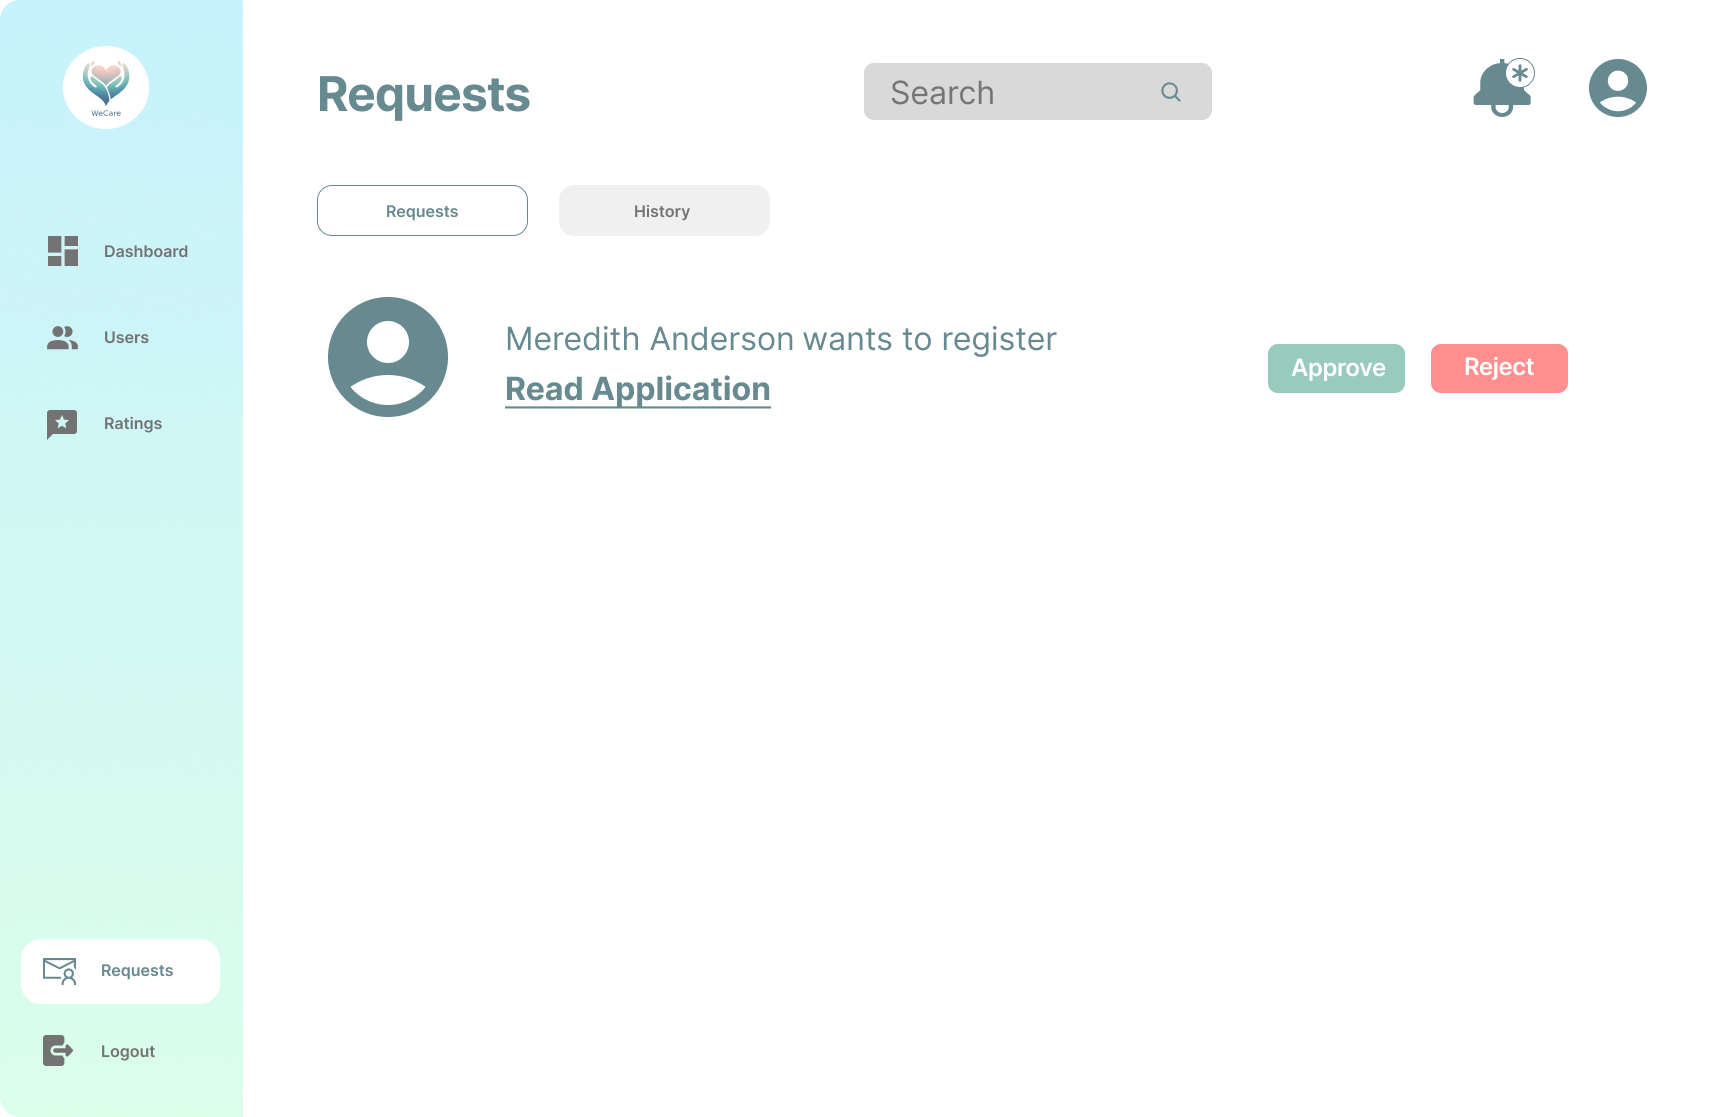 WeCare
Dashboard
Users
Ratings
Requests
Logout
Requests
Search
Requests
History
Meredith Anderson wants to register
Read Application
Approve
Reject